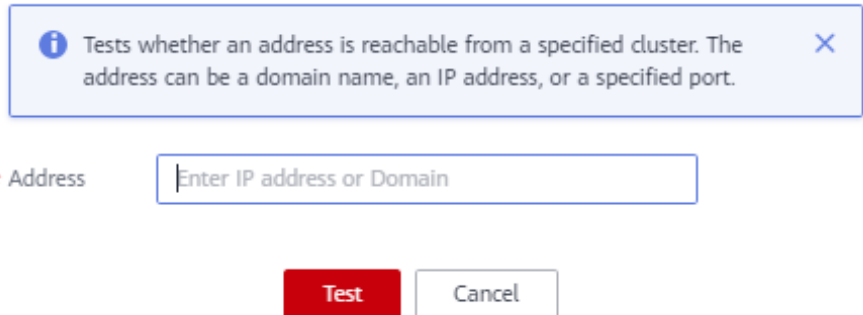 Tests whether an address is reachable from a specified cluster. The
address can be a domain name, an IP address, or a specified port.
Address
Enter IP address or Domain
Test
Cancel